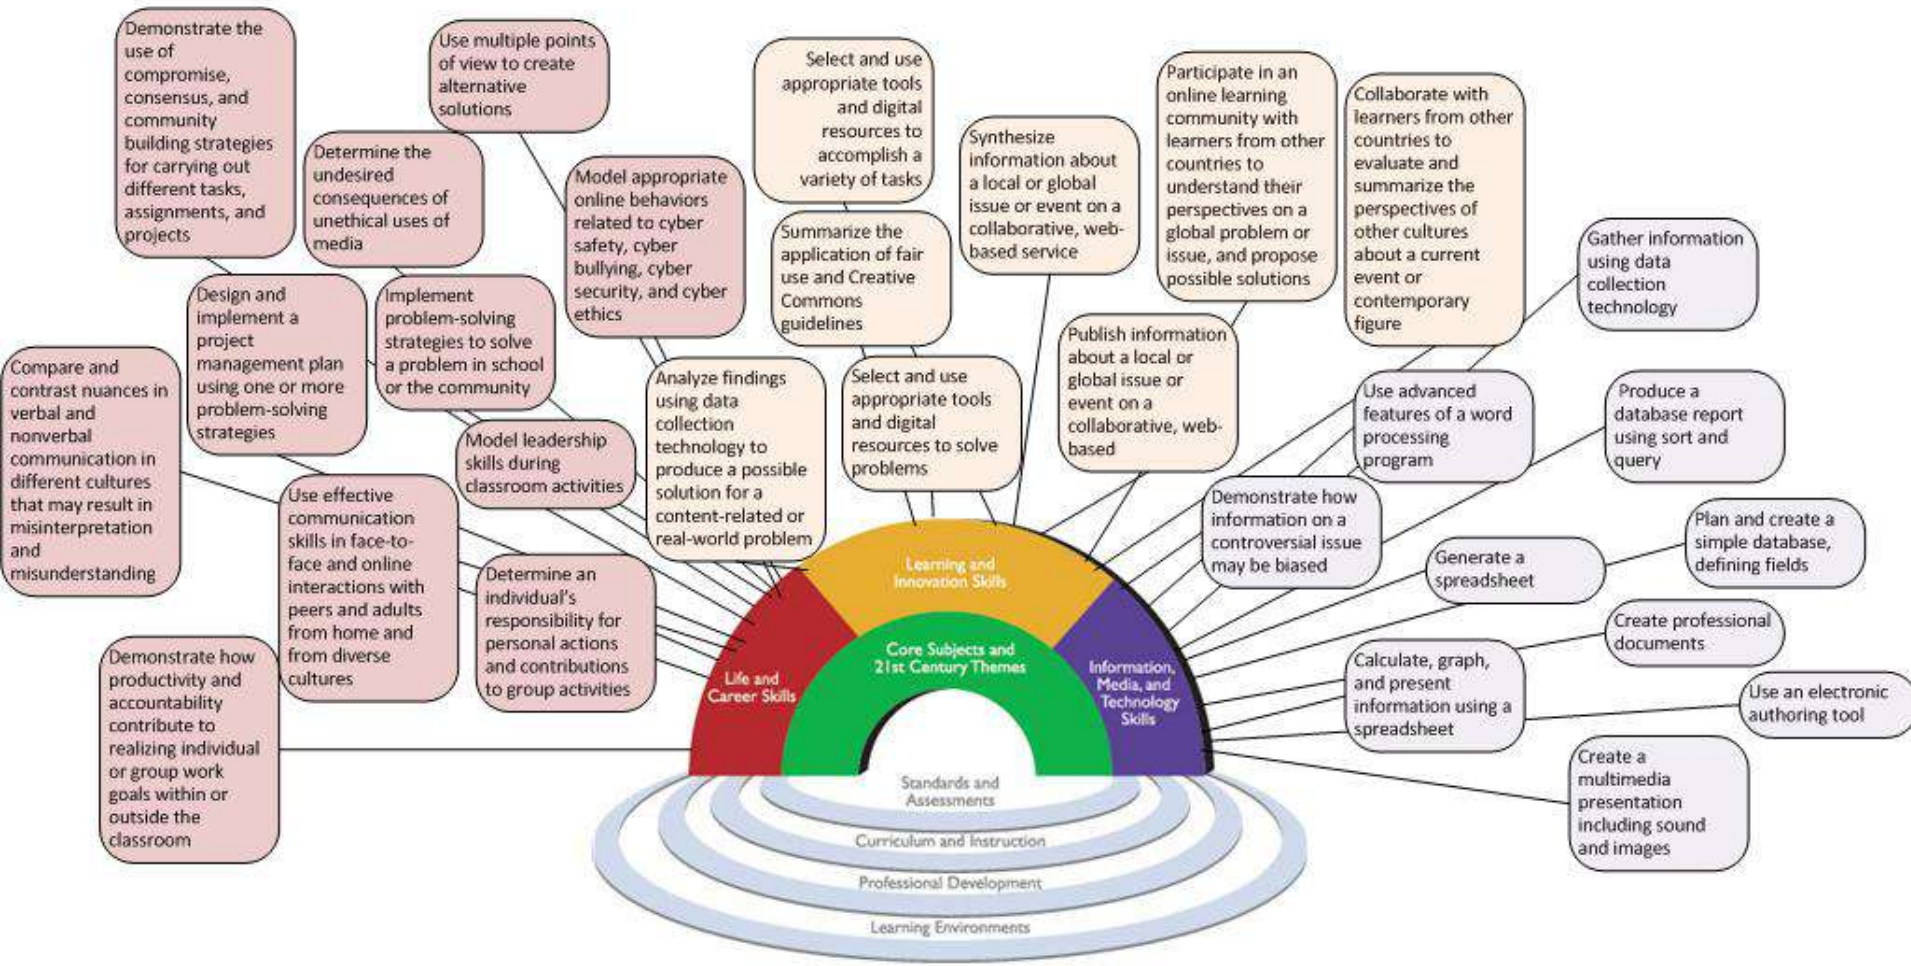 Demonstrate the
use of
compromise,
consensus, and
community
building strategies
for carrying out
different tasks,
assignments, and
projects
Use multiple points
of view to create
alternative
solutions
Determine the
undesired
consequences of
unethical uses of
media
Model appropriate
online behaviors
related to cyber
safety, cyber
bullying, cyber
security, and cyber
ethics
Design and
implement a
project
management plan
using one or more
problem-solving
strategies
Implement
problem-solving
strategies to solve
a problem in school
or the community
Compare and
contrast nuances in
verbal and
nonverbal
communication in
different cultures
that may result in
misinterpretation
and
misunderstanding
Model leadership
skills during
classroom activities
Use effective
communication
skills in face-to-
face and online
interactions with
peers and adults
from home and
from diverse
cultures
Determine an
individual's
responsibility for
personal actions
and contributions
to group activities
Demonstrate how
productivity and
accountability
contribute to
realizing individual
or group work
goals within or
outside the
classroom
Select and use
appropriate tools
and digital
resources to
accomplish a
variety of tasks
Summarize the
application of fair
use and Creative
Commons
guidelines
Analyze findings
using data
collection
technology to
produce a possible
solution for a
content-related or
real-world problem
Select and use
appropriate tools
and digital
resources to solve
problems
Synthesize
information about
a local or global
issue or event on a
collaborative, web-
based service
Publish information
about a local or
global issue or
event on a
collaborative, web-
based
Participate in an
online learning
community with
learners from other
countries to
understand their
perspectives on a
global problem or
issue, and propose
possible solutions
Collaborate with
learners from other
countries to
evaluate and
summarize the
perspectives of
other cultures
about a current
event or
contemporary
figure
Gather information
using data
collection
technology
Use advanced
features of a word
processing
program
Produce a
database report
using sort and
query
Demonstrate how
information on a
controversial issue
may be biased
Generate a
spreadsheet
Plan and create a
simple database,
defining fields
Create professional
documents
Calculate, graph,
and present
information using a
spreadsheet
Use an electronic
authoring tool
Create a
multimedia
presentation
including sound
and images
Learning and
Innovation Skills
Core Subjects and
21st Century Themes
Life and
Career Skills
Information,
Media, and
Technology
Skills
Standards and
Assessments
Curriculum and Instruction
Professional Development
Learning Environments